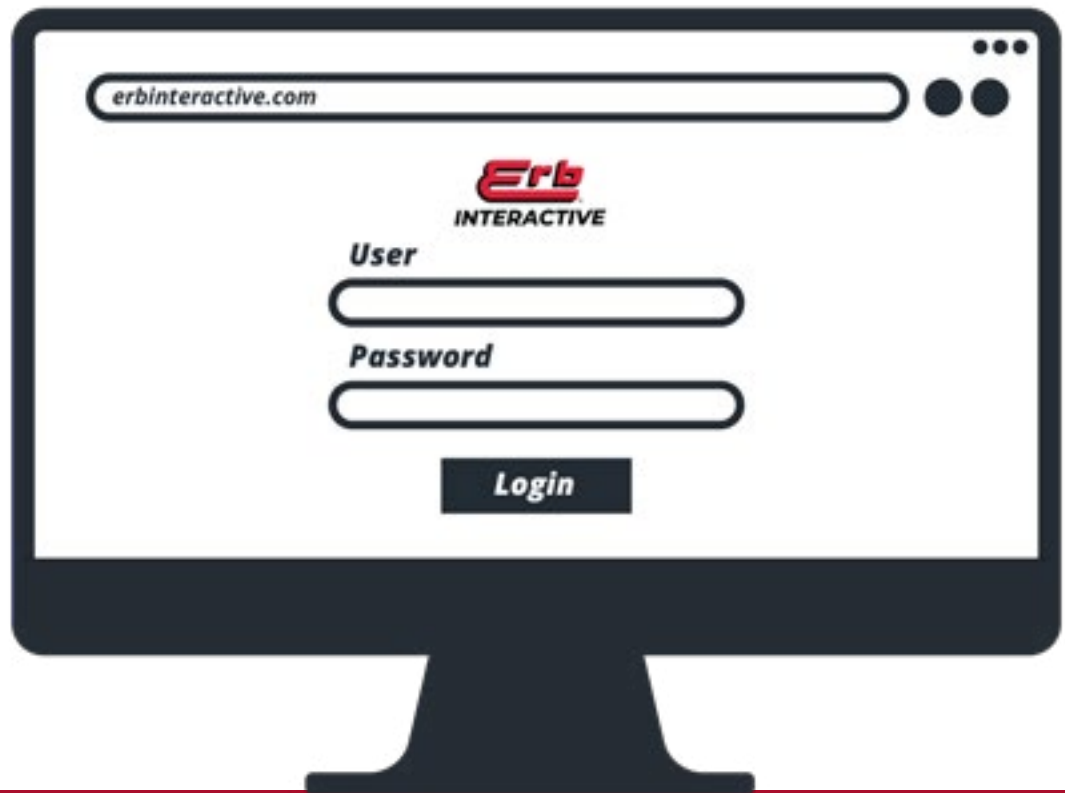 erbinteractive.com
Erb
INTERACTIVE
User
Password
Login